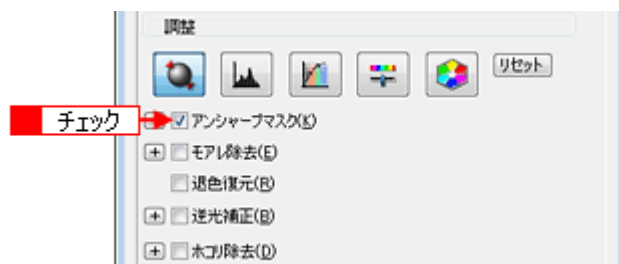 調整
リセット
チェック
アンシャープマスク(K)
モアレ除去(E)
退色復元(R)
逆光補正(B)
ホコリ除去(D)